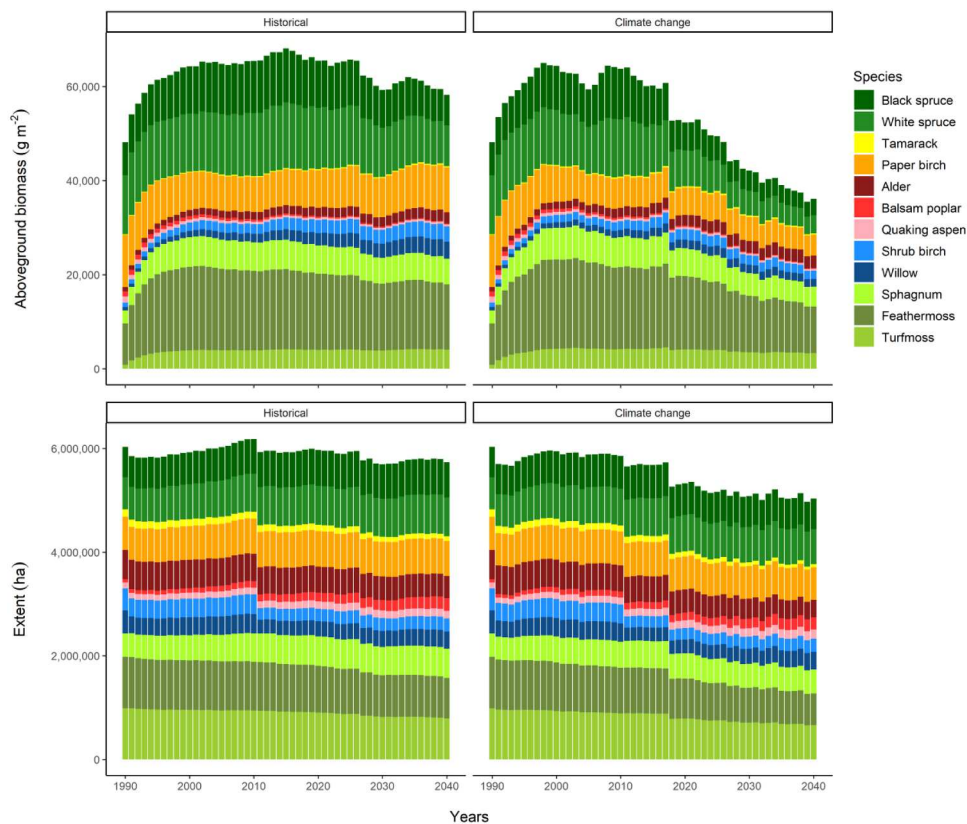 Historical
Climate change
Aboveground biomass (g m⁻²)
60,000
40,000
20,000
0
Species
Black spruce
White spruce
Tamarack
Paper birch
Alder
Balsam poplar
Quaking aspen
Shrub birch
Willow
Sphagnum
Feathermoss
Turfmoss
Historical
Climate change
Extent (ha)
6,000,000
4,000,000
2,000,000
0
1990 2000 2010 2020 2030 2040
1990 2000 2010 2020 2030 2040
Years